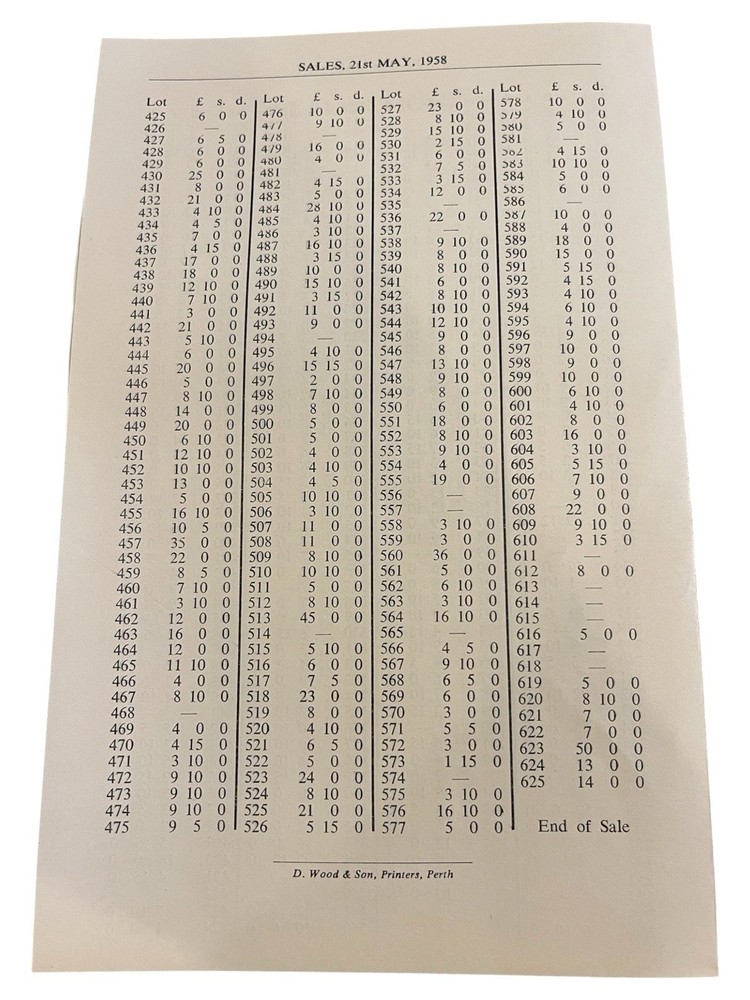 SALES, 21st MAY, 1958
Lot £ s. d.
425 6 0 0
426 —
427 6 5 0
428 6 0 0
429 6 0 0
430 25 0 0
431 8 0 0
432 21 0 0
433 4 10 0
434 4 5 0
435 7 0 0
436 4 15 0
437 17 0 0
438 18 0 0
439 12 10 0
440 7 10 0
441 3 0 0
442 21 0 0
443 5 10 0
444 6 0 0
445 20 0 0
446 5 0 0
447 8 10 0
448 14 0 0
449 20 0 0
450 6 10 0
451 12 10 0
452 10 10 0
453 13 0 0
454 5 0 0
455 16 10 0
456 10 5 0
457 35 0 0
458 22 0 0
459 8 5 0
460 7 10 0
461 3 10 0
462 12 0 0
463 16 0 0
464 12 0 0
465 11 10 0
466 4 0 0
467 8 10 0
468 —
469 4 0 0
470 4 15 0
471 3 10 0
472 9 10 0
473 9 10 0
474 9 10 0
475 9 5 0
Lot £ s. d.
476 10 0 0
477 9 10 0
478 —
479 16 0 0
480 4 0 0
481 —
482 4 15 0
483 5 0 0
484 28 10 0
485 4 10 0
486 3 10 0
487 16 10 0
488 3 15 0
489 10 0 0
490 15 10 0
491 3 15 0
492 11 0 0
493 9 0 0
494 —
495 4 10 0
496 15 15 0
497 2 0 0
498 7 10 0
499 8 0 0
500 5 0 0
501 5 0 0
502 4 0 0
503 4 10 0
504 4 5 0
505 10 10 0
506 3 10 0
507 11 0 0
508 11 0 0
509 8 10 0
510 10 10 0
511 5 0 0
512 8 10 0
513 45 0 0
514 —
515 5 10 0
516 6 0 0
517 7 5 0
518 23 0 0
519 8 0 0
520 4 10 0
521 6 5 0
522 5 0 0
523 24 0 0
524 8 10 0
525 21 0 0
526 5 15 0
Lot £ s. d.
527 23 0 0
528 8 10 0
529 15 10 0
530 2 15 0
531 6 0 0
532 7 5 0
533 3 15 0
534 12 0 0
535 —
536 22 0 0
537 —
538 9 10 0
539 8 0 0
540 8 10 0
541 6 0 0
542 8 10 0
543 10 10 0
544 12 10 0
545 9 0 0
546 8 0 0
547 13 10 0
548 9 10 0
549 8 0 0
550 6 0 0
551 18 0 0
552 8 10 0
553 9 10 0
554 4 0 0
555 19 0 0
556 —
557 —
558 3 10 0
559 3 0 0
560 36 0 0
561 5 0 0
562 6 10 0
563 3 10 0
564 16 10 0
565 —
566 4 5 0
567 9 10 0
568 6 5 0
569 6 0 0
570 3 0 0
571 5 5 0
572 3 0 0
573 1 15 0
574 —
575 3 10 0
576 16 10 0
577 5 0 0
Lot £ s. d.
578 10 0 0
579 4 10 0
580 5 0 0
581 —
582 4 15 0
583 10 10 0
584 5 0 0
585 6 0 0
586 —
587 10 0 0
588 4 0 0
589 18 0 0
590 15 0 0
591 5 15 0
592 4 15 0
593 4 10 0
594 6 10 0
595 4 10 0
596 9 0 0
597 10 0 0
598 9 0 0
599 10 0 0
600 6 10 0
601 4 10 0
602 8 0 0
603 16 0 0
604 3 10 0
605 5 15 0
606 7 10 0
607 9 0 0
608 22 0 0
609 9 10 0
610 3 15 0
611 —
612 8 0 0
613 —
614 —
615 —
616 5 0 0
617 —
618 —
619 5 0 0
620 8 10 0
621 7 0 0
622 7 0 0
623 50 0 0
624 13 0 0
625 14 0 0
End of Sale
D. Wood & Son, Printers, Perth